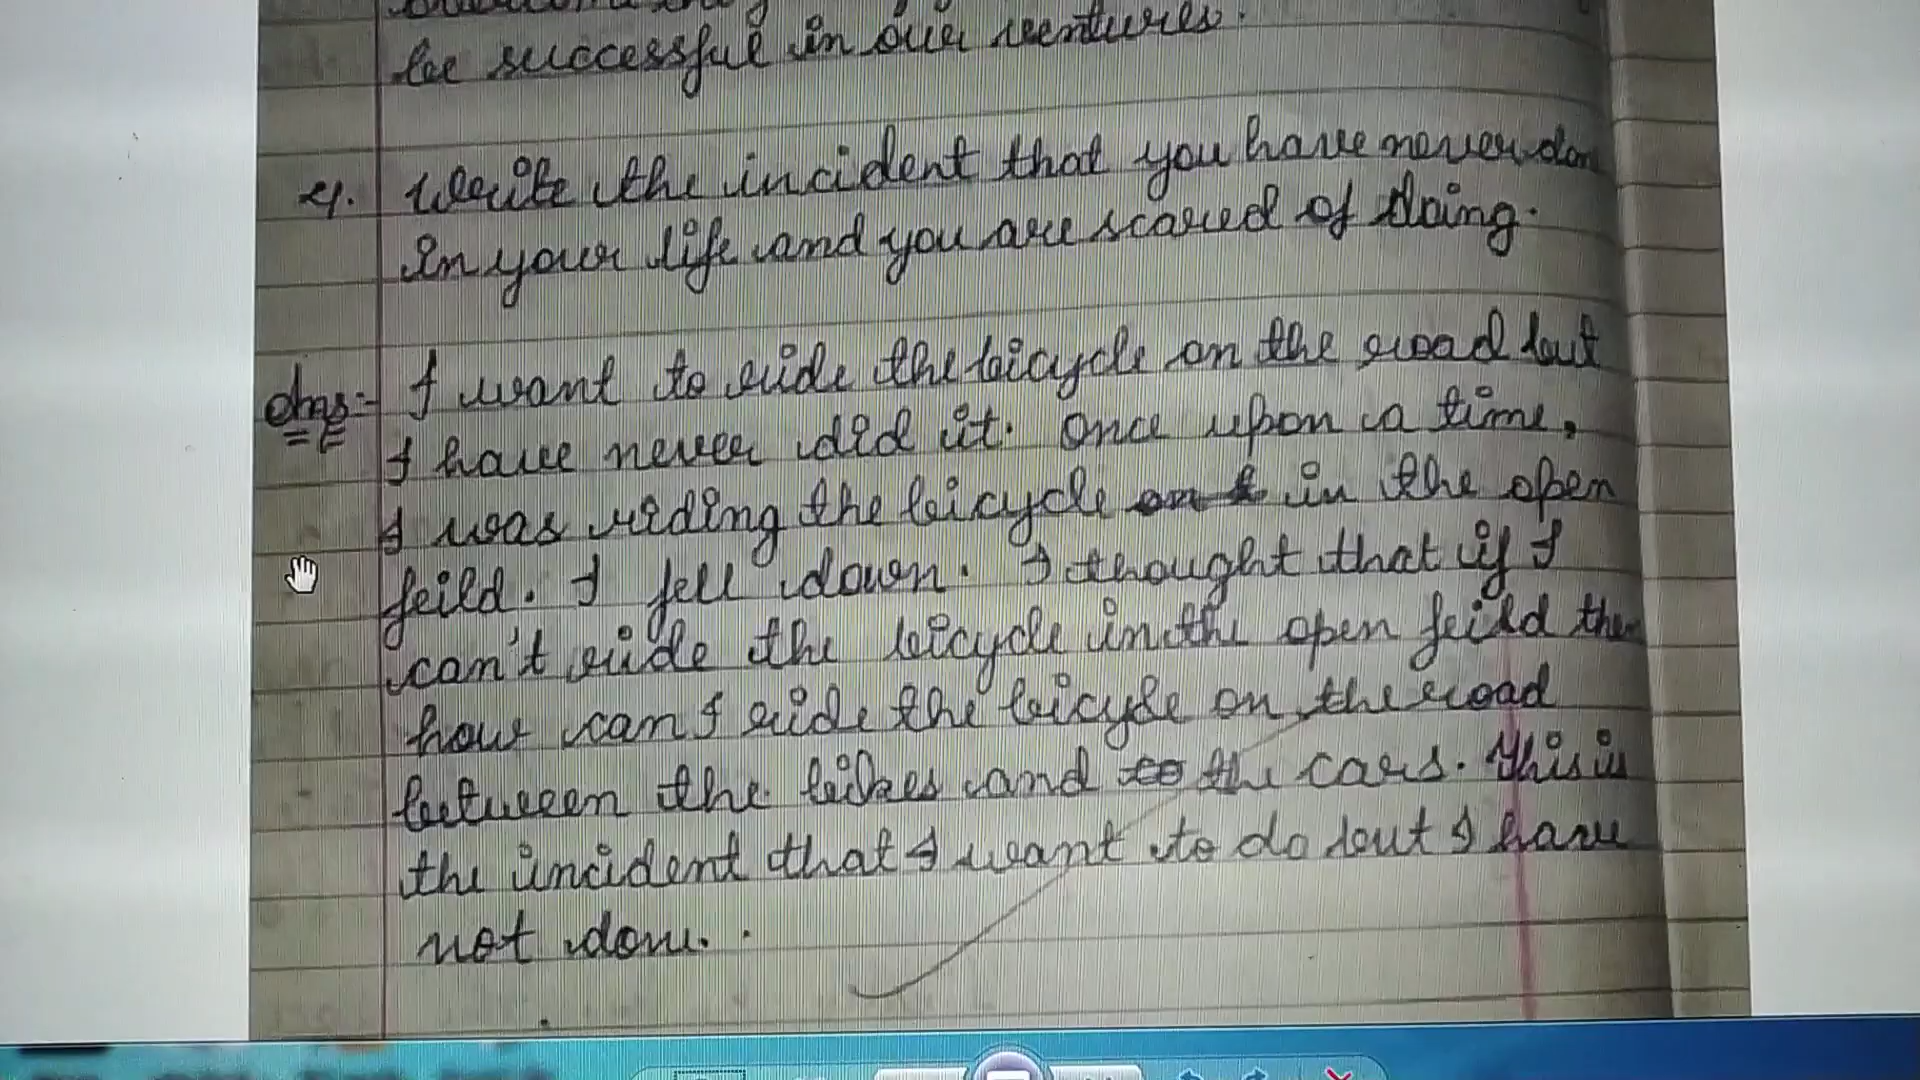 be successful in our ventures.
4. Write the incident that you have never don
In your life and you are scared of doing.
Ans:- I want to ride the bicycle on the road but
I have never did it. Once upon a time,
I was riding the bicycle in the open
feild. I fell down. I thought that if I
can't ride the bicycle in the open feild then
how can I ride the bicycle on the road
between the bikes and the cars. This is
the incident that I want to do but I have
not done.